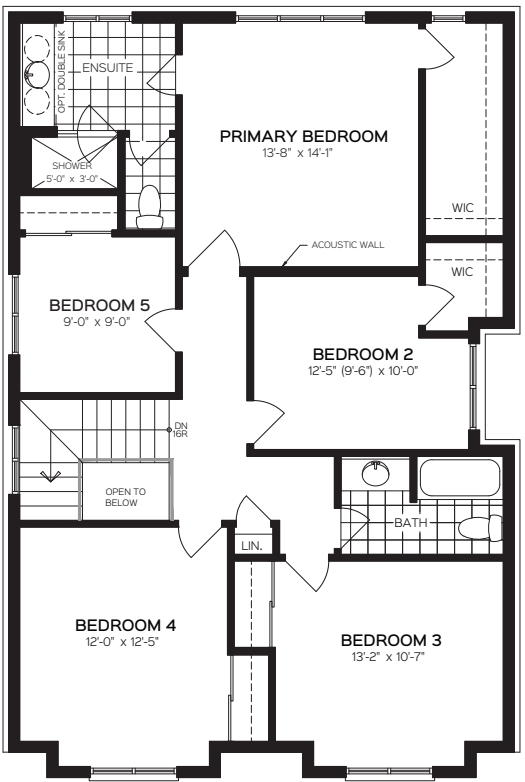 OPT. DOUBLE SINK
ENSUITE
PRIMARY BEDROOM
13'-8" x 14'-1"
SHOWER
5'-0" x 3'-0"
WIC
ACOUSTIC WALL
WIC
BEDROOM 5
9'-0" x 9'-0"
BEDROOM 2
12'-5" (9'-6") x 10'-0"
DN
16R
OPEN TO
BELOW
BATH
LIN.
BEDROOM 4
12'-0" x 12'-5"
BEDROOM 3
13'-2" x 10'-7"